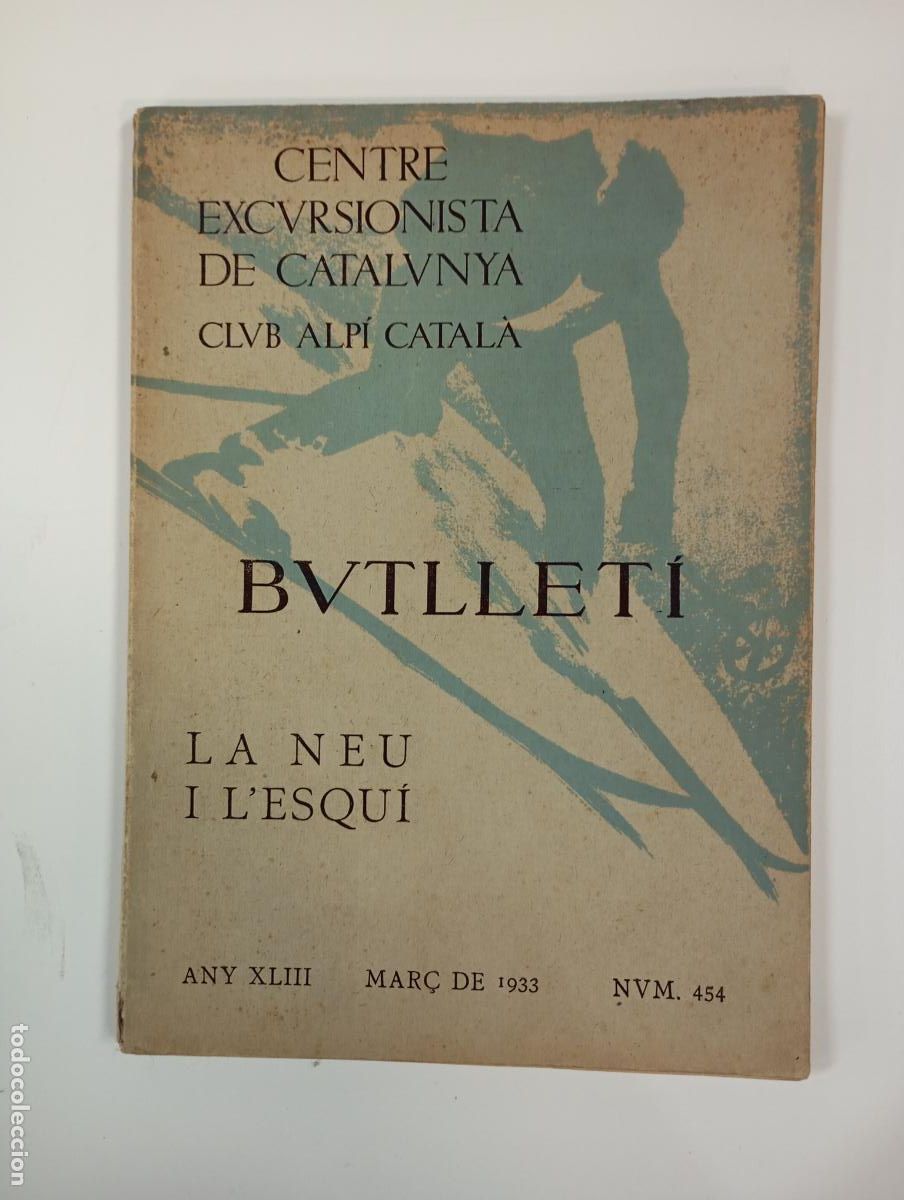 CENTRE
EXCVRSIONISTA
DE CATALVNYA
CLVB ALPÍ CATALÀ
BVTLLETÍ
LA NEU
I L'ESQUÍ
ANY XLIII MARÇ DE 1933 NVM. 454
todocoleccion